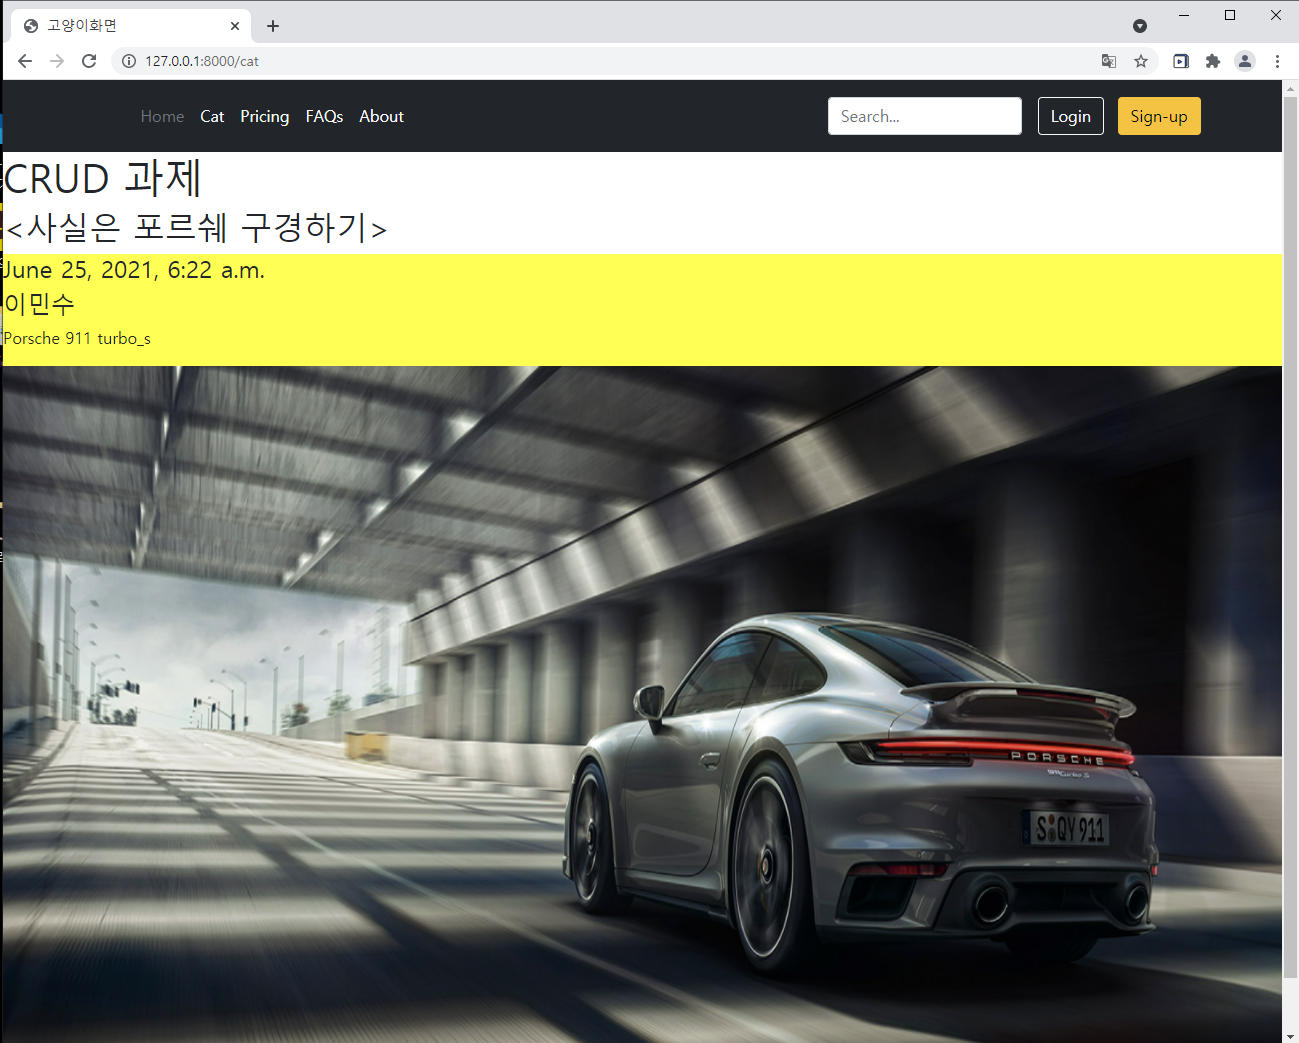 고양이화면
127.0.0.1:8000/cat
Home Cat Pricing FAQs About Search... Login Sign-up
CRUD 과제
<사실은 포르쉐 구경하기>
June 25, 2021, 6:22 a.m.
이민수
Porsche 911 turbo_s
PORSCHE
911 Turbo S
S QY 911